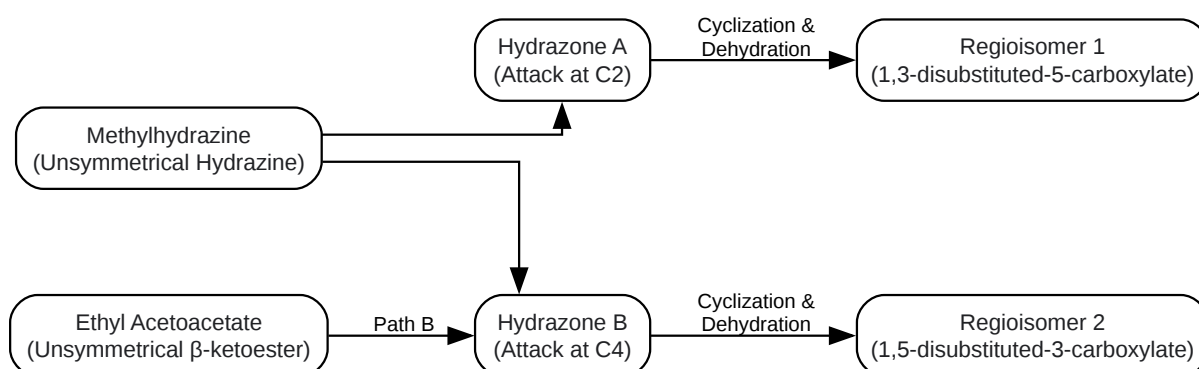 Cyclization &
Dehydration
Hydrazone A
(Attack at C2)
Regioisomer 1
(1,3-disubstituted-5-carboxylate)
Methylhydrazine
(Unsymmetrical Hydrazine)
Ethyl Acetoacetate
(Unsymmetrical β-ketoester)
Path B
Hydrazone B
(Attack at C4)
Cyclization &
Dehydration
Regioisomer 2
(1,5-disubstituted-3-carboxylate)